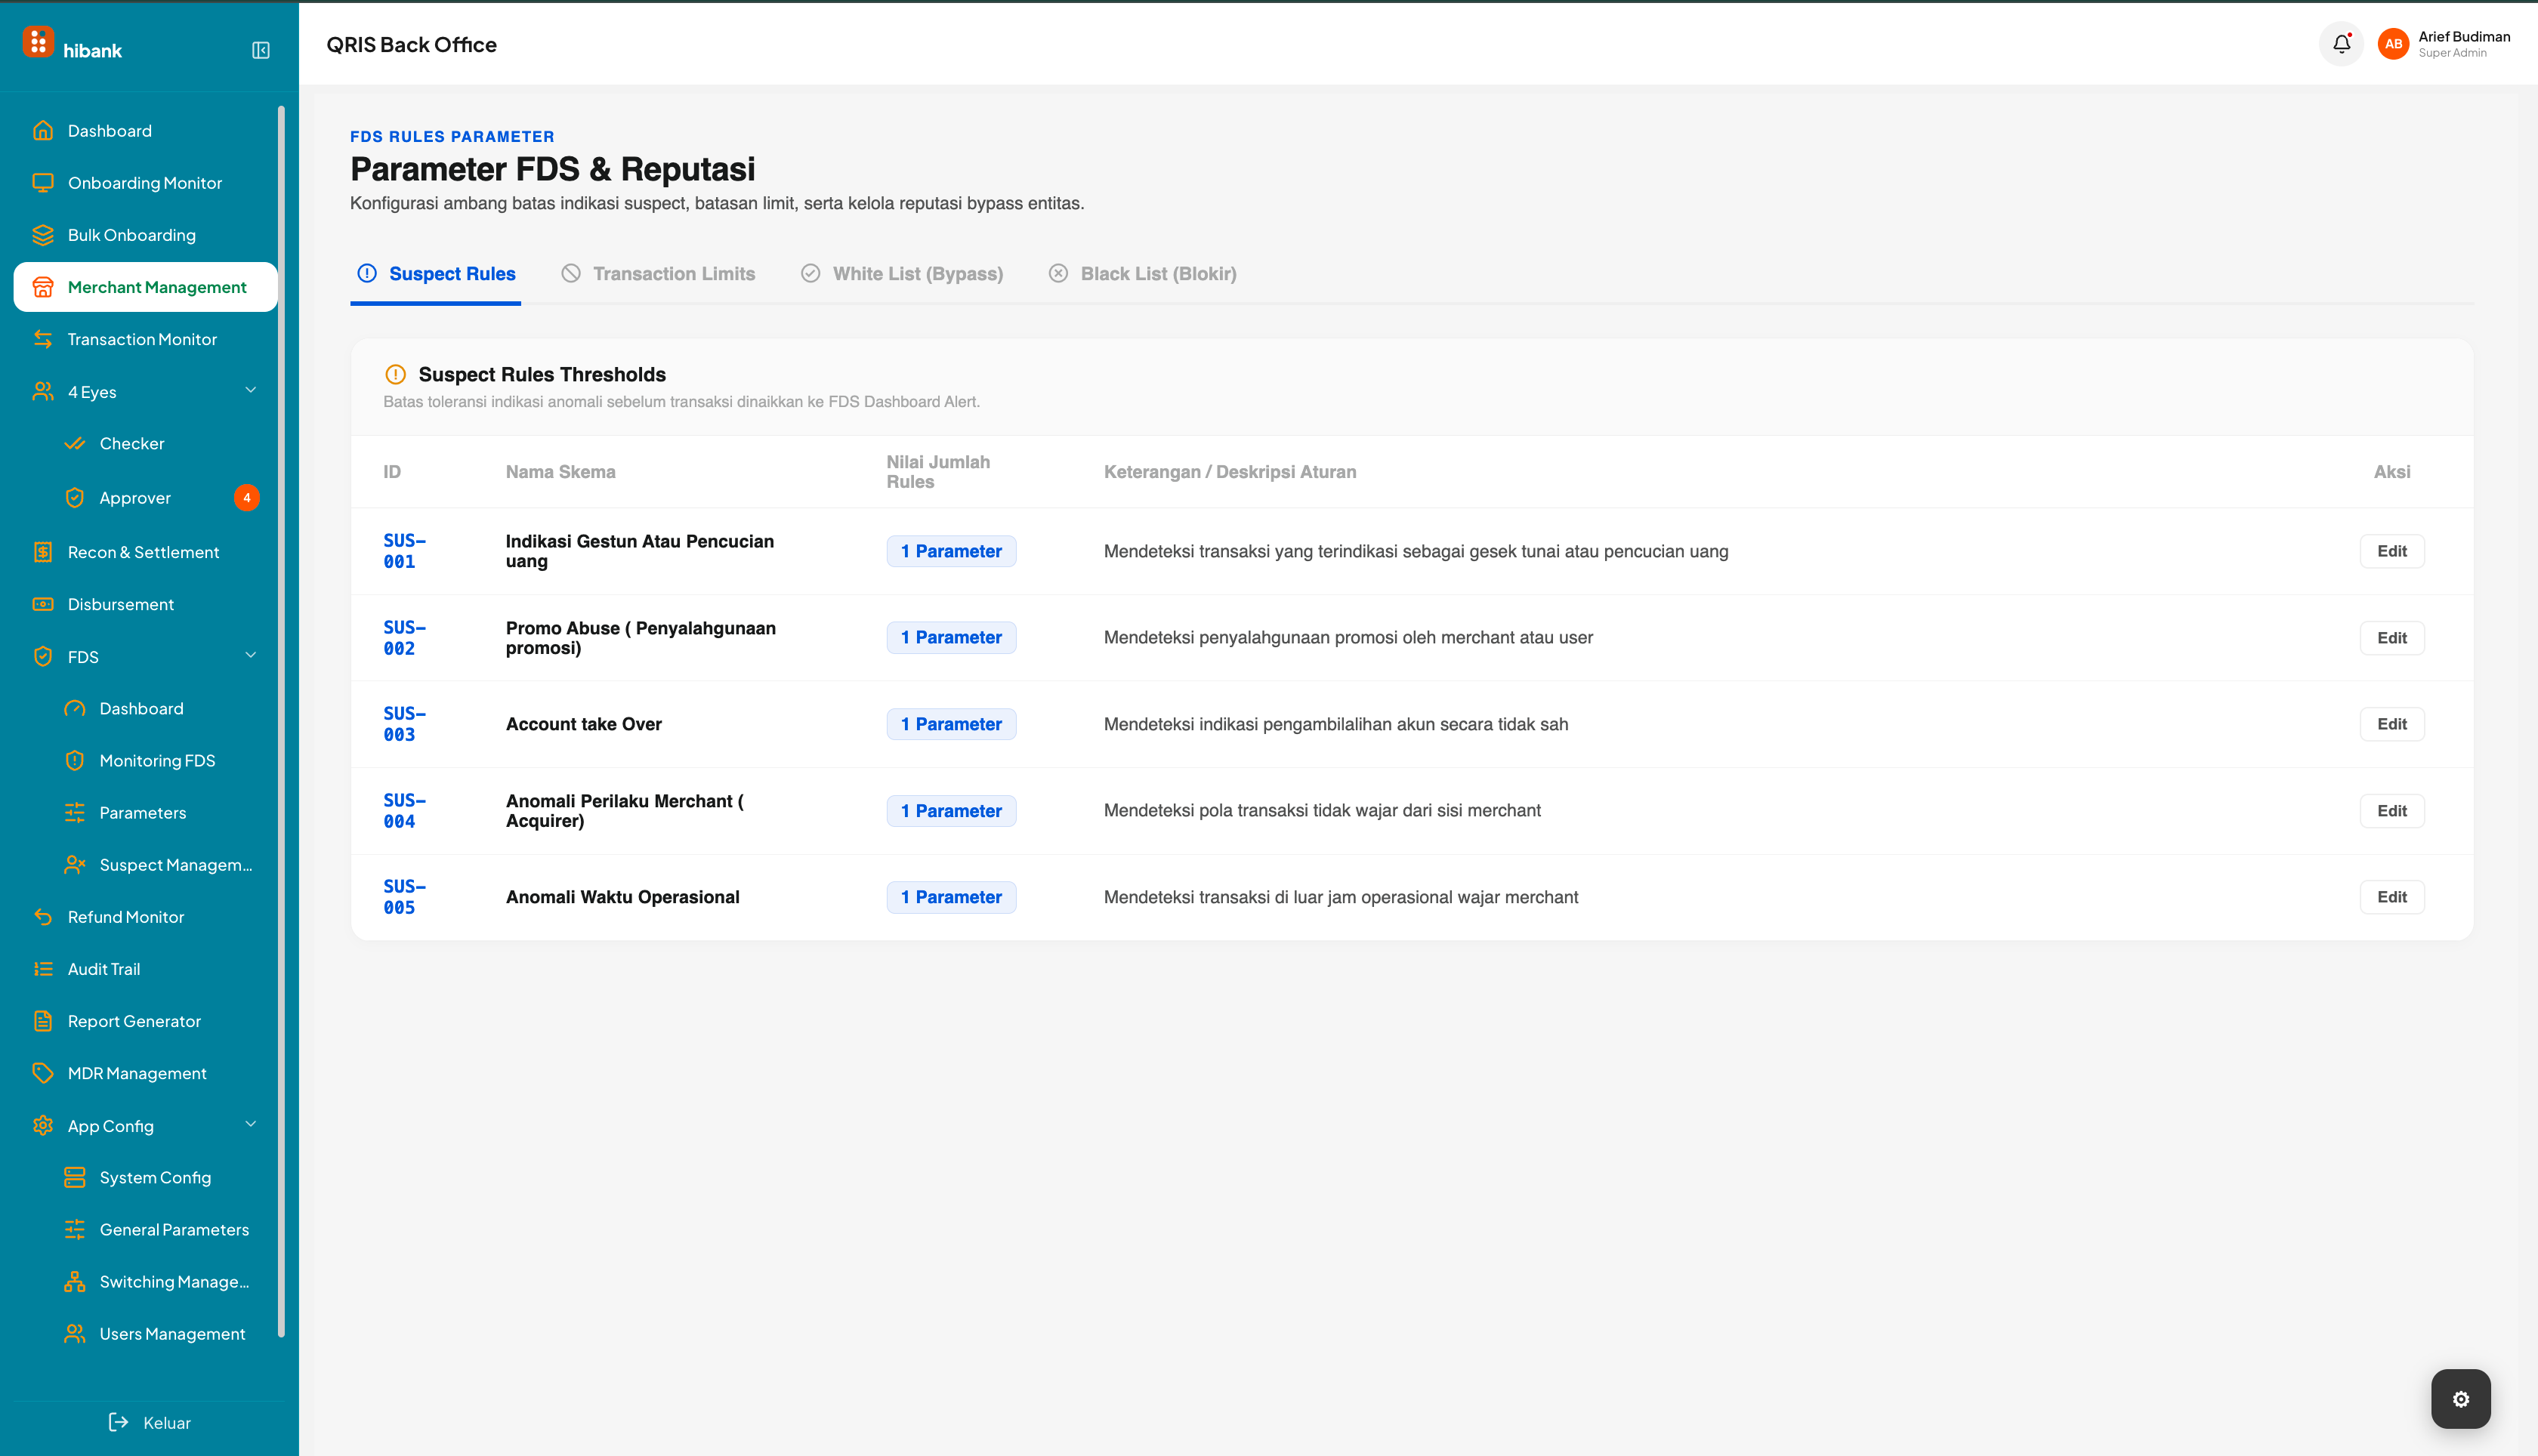 hibank
QRIS Back Office
AB
Arief Budiman
Super Admin
Dashboard
Onboarding Monitor
Bulk Onboarding
Merchant Management
Transaction Monitor
4 Eyes
Checker
Approver
4
Recon & Settlement
Disbursement
FDS
Dashboard
Monitoring FDS
Parameters
Suspect Managem...
Refund Monitor
Audit Trail
Report Generator
MDR Management
App Config
System Config
General Parameters
Switching Manage...
Users Management
Keluar
FDS RULES PARAMETER
Parameter FDS & Reputasi
Konfigurasi ambang batas indikasi suspect, batasan limit, serta kelola reputasi bypass entitas.
Suspect Rules
Transaction Limits
White List (Bypass)
Black List (Blokir)
Suspect Rules Thresholds
Batas toleransi indikasi anomali sebelum transaksi dinaikkan ke FDS Dashboard Alert.
ID
Nama Skema
Nilai Jumlah
Rules
Keterangan / Deskripsi Aturan
Aksi
SUS-
001
Indikasi Gestun Atau Pencucian
uang
1 Parameter
Mendeteksi transaksi yang terindikasi sebagai gesek tunai atau pencucian uang
Edit
SUS-
002
Promo Abuse ( Penyalahgunaan
promosi)
1 Parameter
Mendeteksi penyalahgunaan promosi oleh merchant atau user
Edit
SUS-
003
Account take Over
1 Parameter
Mendeteksi indikasi pengambilalihan akun secara tidak sah
Edit
SUS-
004
Anomali Perilaku Merchant (
Acquirer)
1 Parameter
Mendeteksi pola transaksi tidak wajar dari sisi merchant
Edit
SUS-
005
Anomali Waktu Operasional
1 Parameter
Mendeteksi transaksi di luar jam operasional wajar merchant
Edit